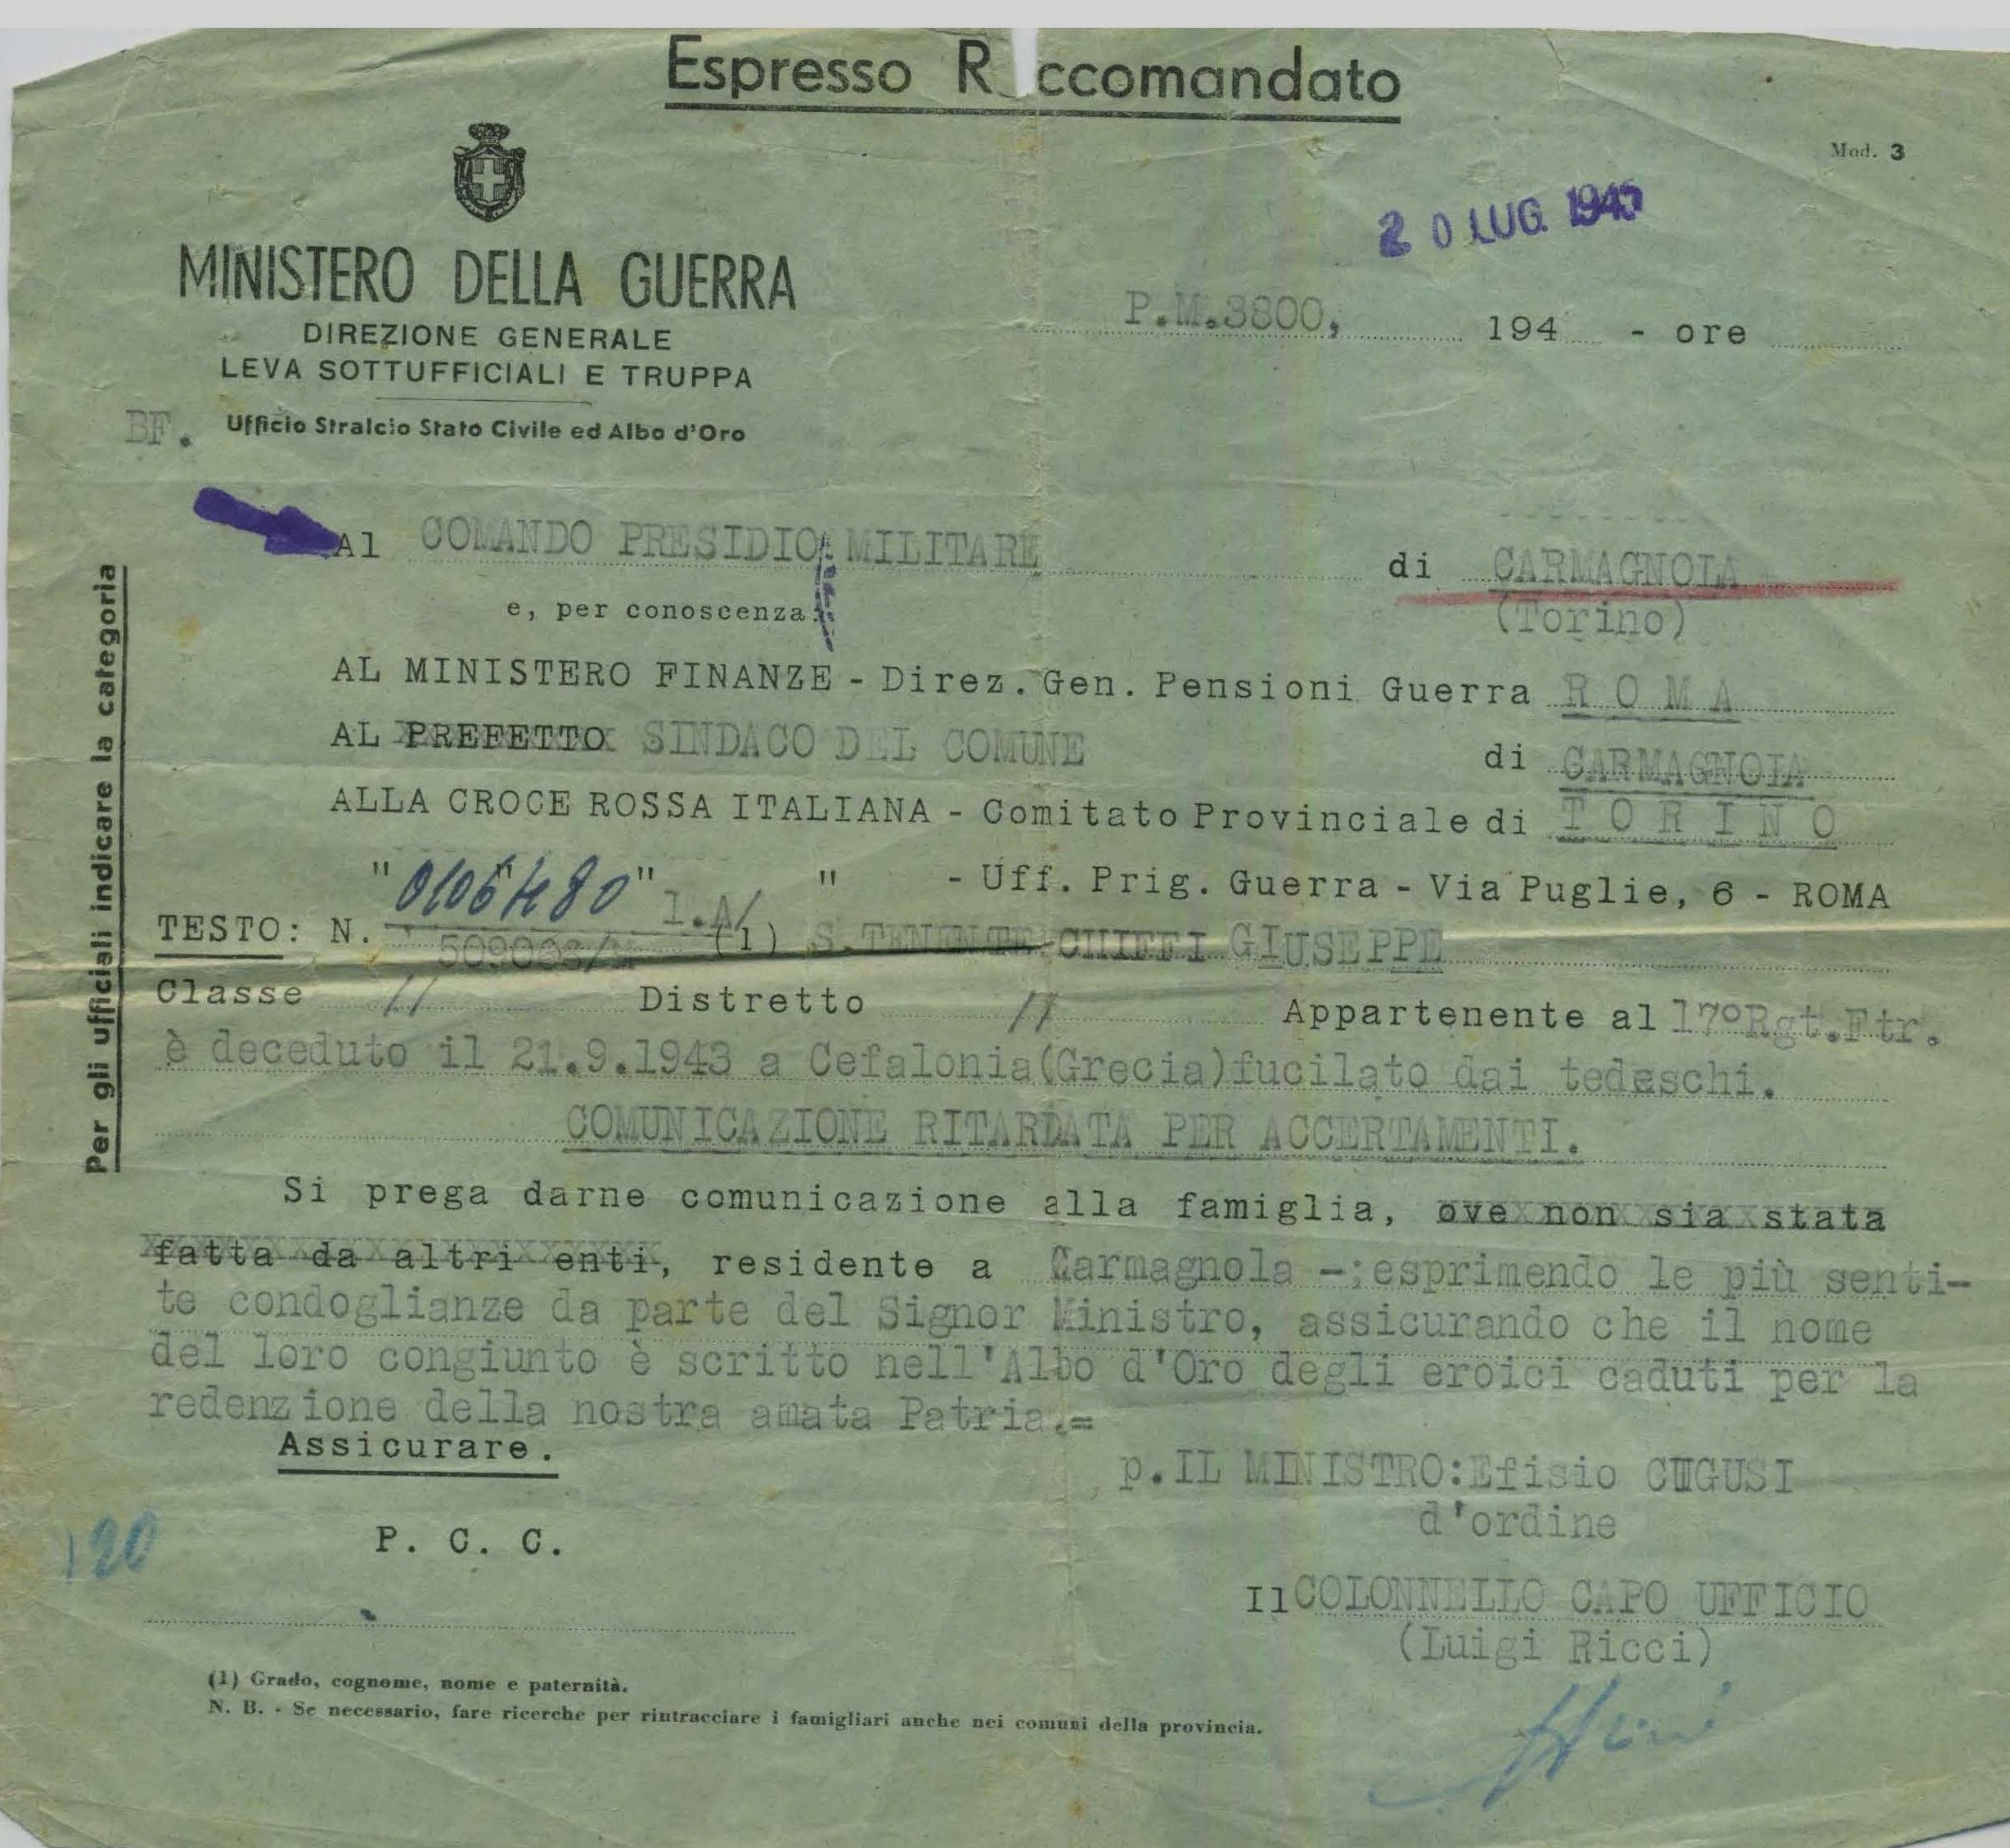 Espresso R ccomandato
Mod. 3
20 LUG. 194
MINISTERO DELLA GUERRA
P.M.3800, 194 - ore
DIREZIONE GENERALE
LEVA SOTTUFFICIALI E TRUPPA
BF. Ufficio Stralcio Stato Civile ed Albo d'Oro
Al COMANDO PRESIDIO MILITARE di CARMAGNOLA
e, per conoscenza: (Torino)
AL MINISTERO FINANZE - Direz. Gen. Pensioni Guerra R O M A
AL PREFETTO SINDACO DEL COMUNE di CARMAGNOLA
ALLA CROCE ROSSA ITALIANA - Comitato Provinciale di T O R I N O
" " " " - Uff. Prig. Guerra - Via Puglie, 6 - ROMA
TESTO: N. (1) S.TENENTE CHIEFI GIUSEPPE
Classe // Distretto // Appartenente al 17°Rgt.Ftr.
è deceduto il 21.9.1943 a Cefalonia(Grecia)fucilato dai tedeschi.
COMUNICAZIONE RITARDATA PER ACCERTAMENTI.
Si prega darne comunicazione alla famiglia, ove non sia stata
fatta da altri enti, residente a Carmagnola -:esprimendo le più senti-
te condoglianze da parte del Signor Ministro, assicurando che il nome
del loro congiunto è scritto nell'Albo d'Oro degli eroici caduti per la
redenzione della nostra amata Patria.=
Assicurare.
p.IL MINISTRO:Efisio
d'ordine
120
P. C. C.
Il COLONNELLO CAPO UFFICIO
(Luigi Ricci)
(1) Grado, cognome, nome e paternità.
N. B. - Se necessario, fare ricerche per rintracciare i famigliari anche nei comuni della provincia.
Per gli ufficiali indicare la categoria